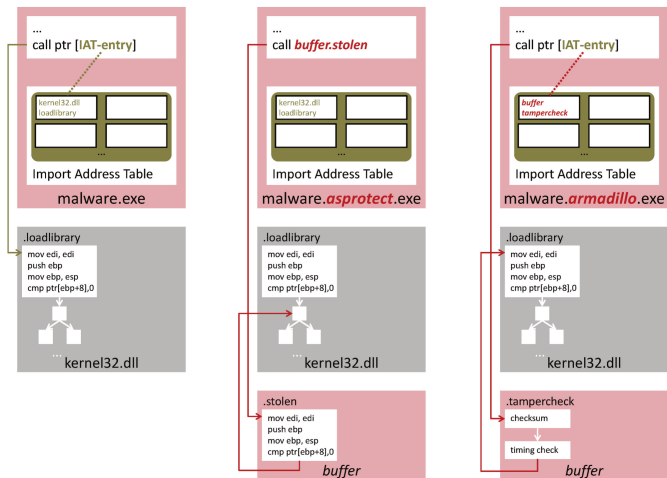 ...
call ptr [IAT-entry]
kernel32.dll
loadlibrary
...
Import Address Table
malware.exe
.loadlibrary
mov edi, edi
push ebp
mov ebp, esp
cmp ptr[ebp+8],0
...
kernel32.dll
...
call buffer.stolen
kernel32.dll
loadlibrary
...
Import Address Table
malware.asprotect.exe
.loadlibrary
mov edi, edi
push ebp
mov ebp, esp
cmp ptr[ebp+8],0
...
kernel32.dll
.stolen
mov edi, edi
push ebp
mov ebp, esp
cmp ptr[ebp+8],0
buffer
...
call ptr [IAT-entry]
buffer
tampercheck
...
Import Address Table
malware.armadillo.exe
.loadlibrary
mov edi, edi
push ebp
mov ebp, esp
cmp ptr[ebp+8],0
...
kernel32.dll
.tampercheck
checksum
timing check
buffer